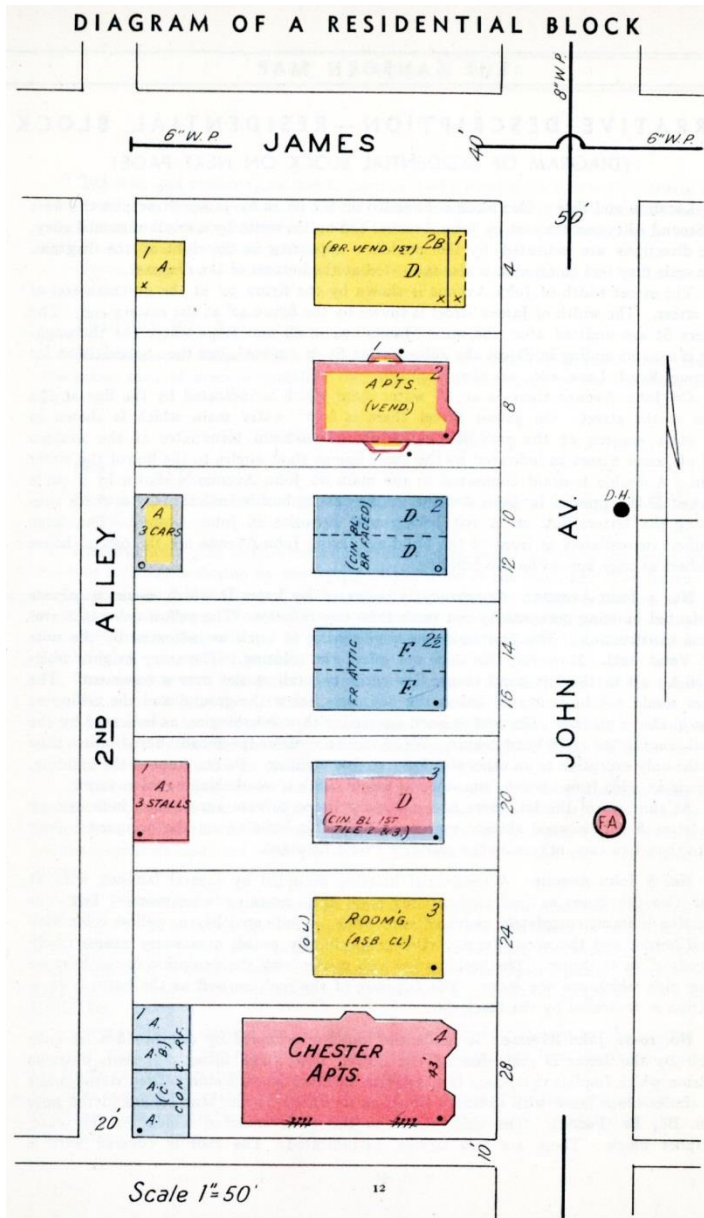 DIAGRAM OF A RESIDENTIAL BLOCK
8" W.P.
6" W.P.
JAMES
6" W.P.
40
50'
1
A.
x
(BR. VEND 1ST)
2B
1
D
x x
4
1
2
APTS.
(VEND)
1
8
1
A
3 CARS
o
(CIN BL.
BR FACED)
2
D
D
o
10
12
D.H.
2ND ALLEY
JOHN AV.
FR. ATTIC
2½
F
F
14
16
1
A.
3 STALLS
3
D
(CIN BL 1ST
TILE 2 & 3)
20
F.A.
(O U)
3
ROOM'G
(ASB. CL)
24
1
A.
A.
A.
A.
(C. B)
CONC. RF.
CHESTER
APTS.
4
43'
28
20'
10'
Scale 1"=50'
12